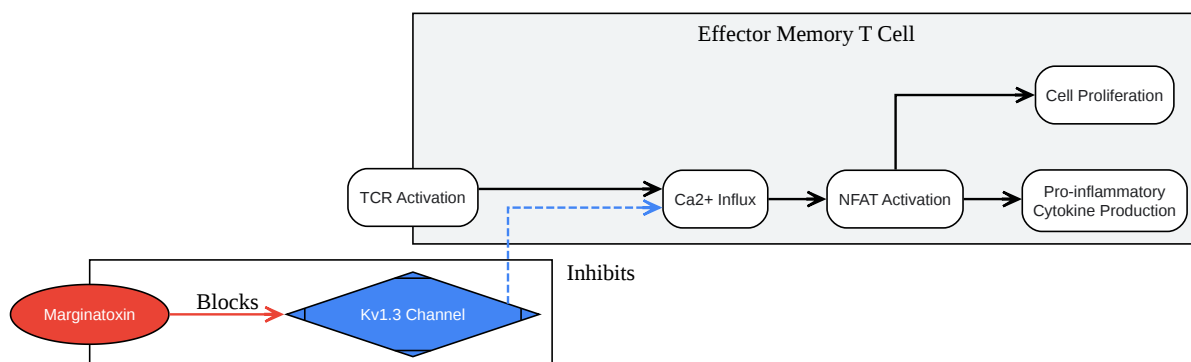 Effector Memory T Cell
Cell Proliferation
TCR Activation
Ca2+ Influx
NFAT Activation
Pro-inflammatory
Cytokine Production
Inhibits
Blocks
Marginatoxin
Kv1.3 Channel